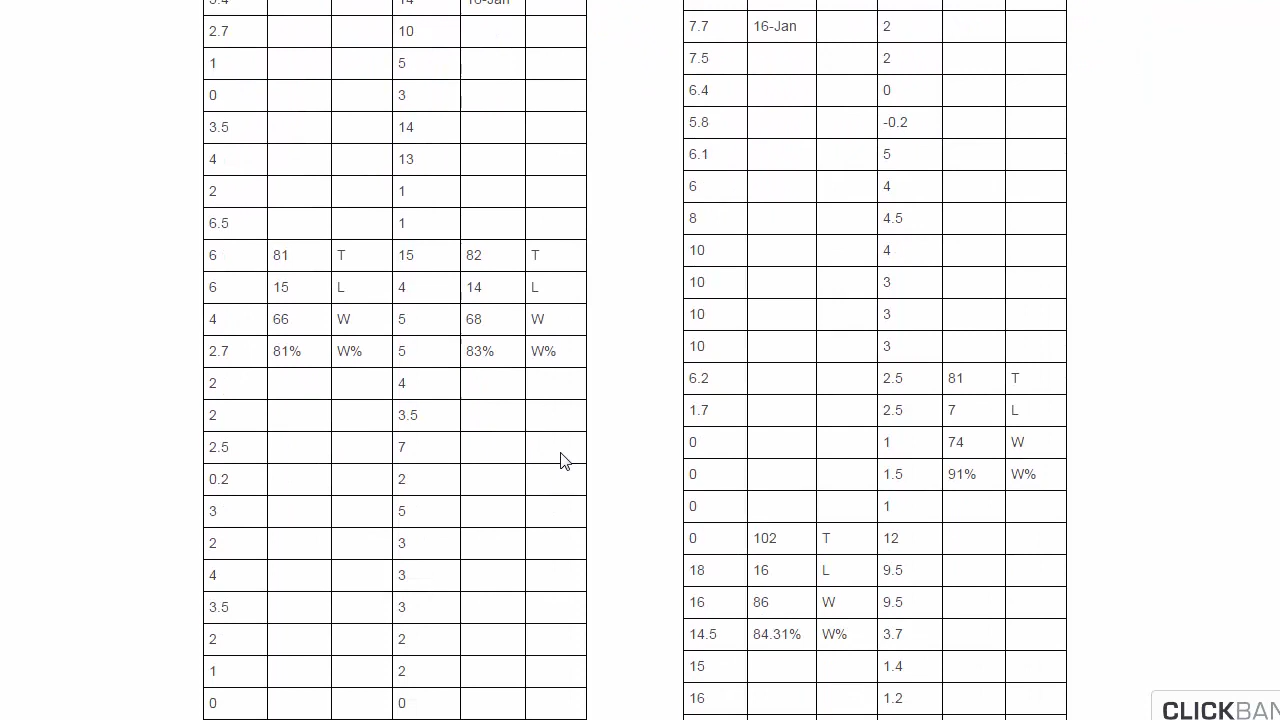 14
2.7 10
1 5
0 3
3.5 14
4 13
2 1
6.5 1
6 81 T 15 82 T
6 15 L 4 14 L
4 66 W 5 68 W
2.7 81% W% 5 83% W%
2 4
2 3.5
2.5 7
0.2 2
3 5
2 3
4 3
3.5 3
2 2
1 2
0 0
7.7 16-Jan 2
7.5 2
6.4 0
5.8 -0.2
6.1 5
6 4
8 4.5
10 4
10 3
10 3
10 3
6.2 2.5 81 T
1.7 2.5 7 L
0 1 74 W
0 1.5 91% W%
0 1
0 102 T 12
18 16 L 9.5
16 86 W 9.5
14.5 84.31% W% 3.7
15 1.4
16 1.2
CLICKBAN